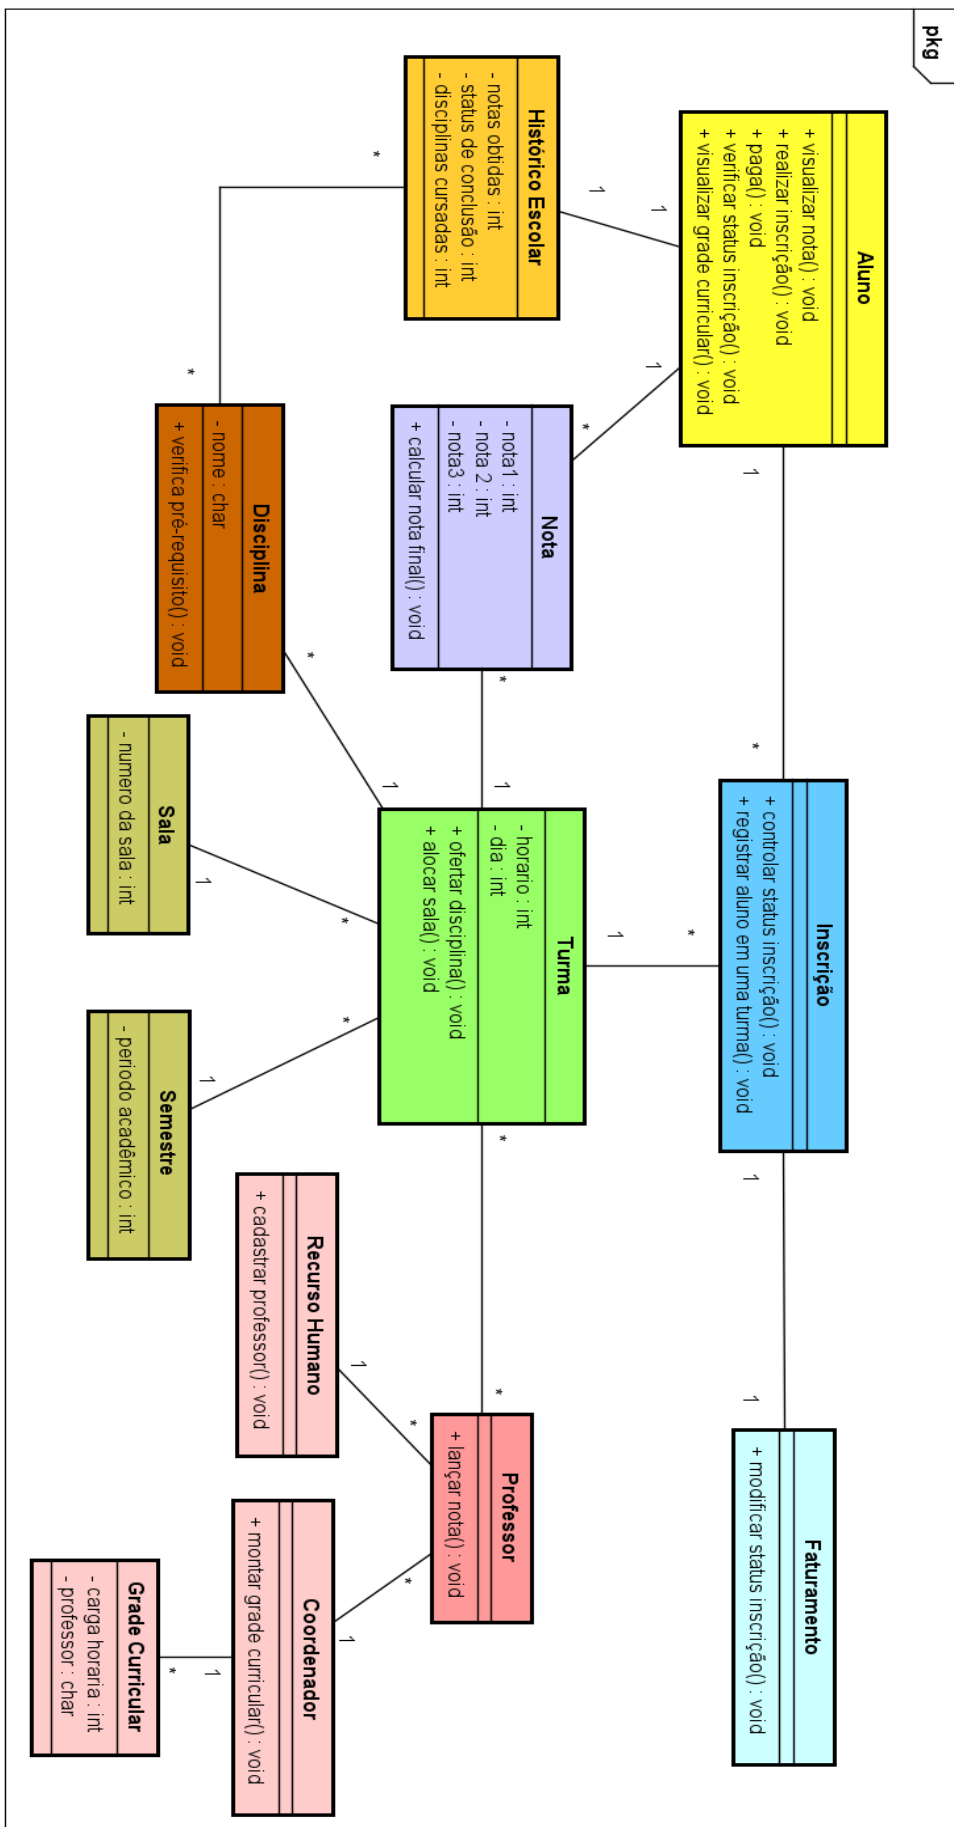 pkg
Aluno
+ visualizar nota() : void
+ realizar inscrição() : void
+ paga() : void
+ verificar status inscrição() : void
+ visualizar grade curricular() : void
1
*
1
1
1
*
Inscrição
+ controlar status inscrição() : void
+ registrar aluno em uma turma() : void
1
1
*
1
Faturamento
+ modificar status inscrição() : void
Histórico Escolar
- notas obtidas : int
- status de conclusão : int
- disciplinas cursadas : int
*
*
Nota
- nota1 : int
- nota 2 : int
- nota3 : int
+ calcular nota final() : void
*
1
Turma
- horario : int
- dia : int
+ ofertar disciplina() : void
+ alocar sala() : void
*
*
Professor
+ lançar nota() : void
Disciplina
- nome : char
+ verifica pré-requisito() : void
*
1
*
1
Sala
- numero da sala : int
*
1
Semestre
- periodo acadêmico : int
*
1
Recurso Humano
+ cadastrar professor() : void
*
1
Coordenador
+ montar grade curricular() : void
1
*
Grade Curricular
- carga horaria : int
- professor : char